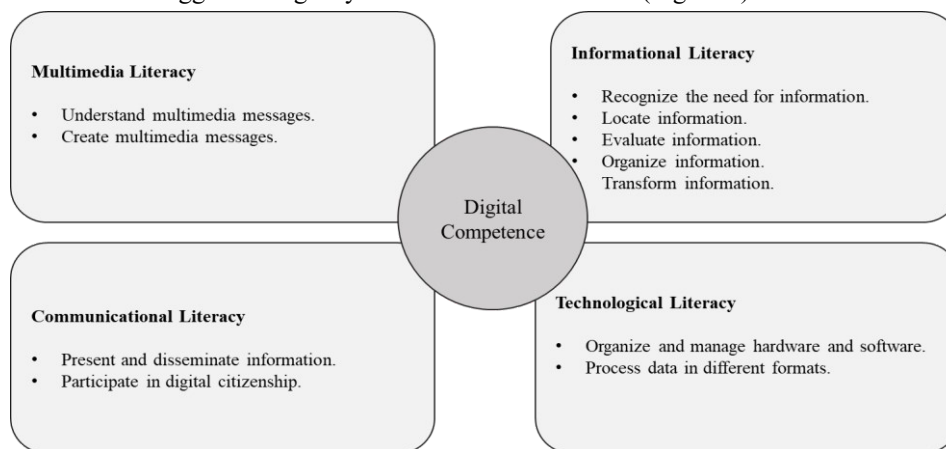 Multimedia Literacy
• Understand multimedia messages.
• Create multimedia messages.
Informational Literacy
• Recognize the need for information.
• Locate information.
• Evaluate information.
• Organize information.
Transform information.
Digital
Competence
Communicational Literacy
• Present and disseminate information.
• Participate in digital citizenship.
Technological Literacy
• Organize and manage hardware and software.
• Process data in different formats.